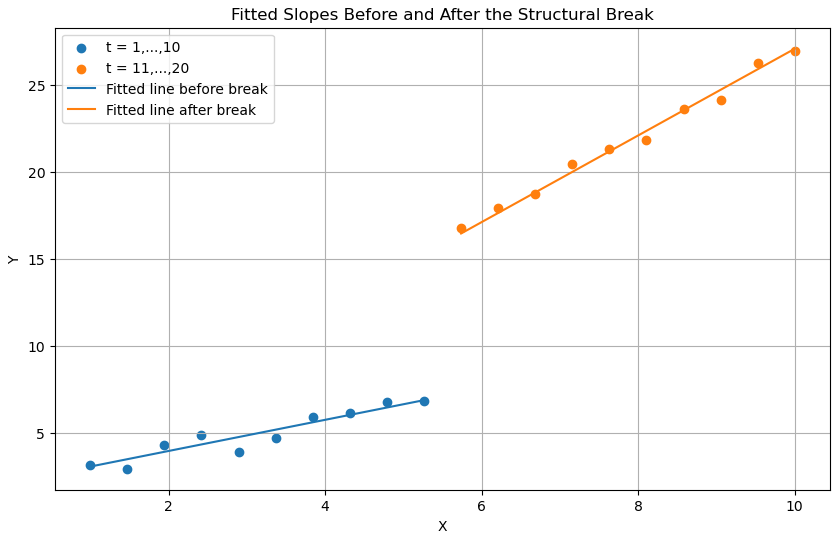 Fitted Slopes Before and After the Structural Break
t = 1,...,10
t = 11,...,20
Fitted line before break
Fitted line after break
25
20
15
10
5
Y
2
4
6
8
10
X